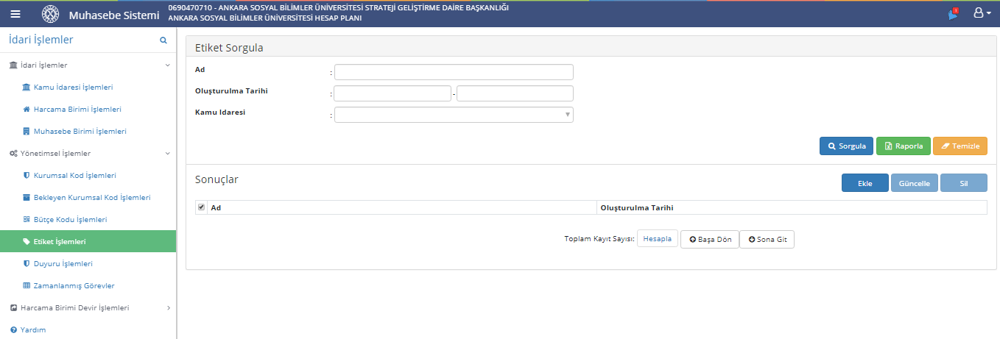 Muhasebe Sistemi
0690470710 - ANKARA SOSYAL BİLİMLER ÜNİVERSİTESİ STRATEJİ GELİŞTİRME DAİRE BAŞKANLIĞI
ANKARA SOSYAL BİLİMLER ÜNİVERSİTESİ HESAP PLANI
İdari İşlemler
İdari İşlemler
Kamu İdaresi İşlemleri
Harcama Birimi İşlemleri
Muhasebe Birimi İşlemleri
Yönetimsel İşlemler
Kurumsal Kod İşlemleri
Bekleyen Kurumsal Kod İşlemleri
Bütçe Kodu İşlemleri
Etiket İşlemleri
Duyuru İşlemleri
Zamanlanmış Görevler
Harcama Birimi Devir İşlemleri
Yardım
Etiket Sorgula
Ad :
Oluşturulma Tarihi : -
Kamu Idaresi :
Sorgula Raporla Temizle
Sonuçlar
Ekle Güncelle Sil
Ad Oluşturulma Tarihi
Toplam Kayıt Sayısı: Hesapla Başa Dön Sona Git